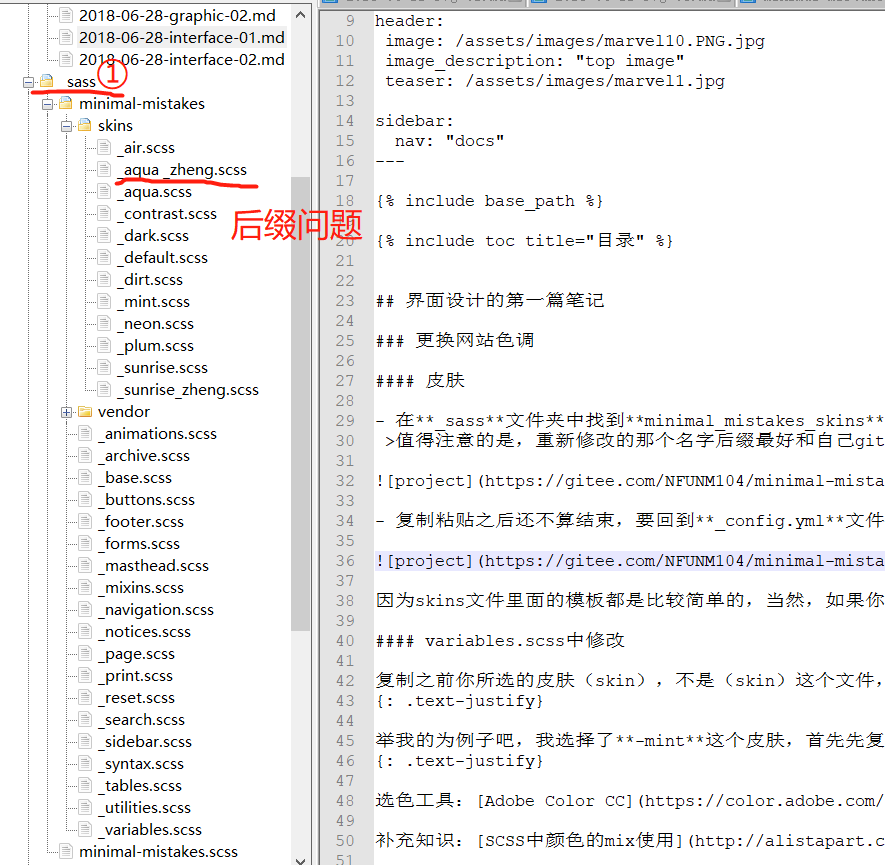 2018-06-28-graphic-02.md
2018-06-28-interface-01.md
2018-06-28-interface-02.md
_sass
①
minimal-mistakes
skins
_air.scss
_aqua _zheng.scss
_aqua.scss
_contrast.scss
后缀问题
_dark.scss
_default.scss
_dirt.scss
_mint.scss
_neon.scss
_plum.scss
_sunrise.scss
_sunrise_zheng.scss
vendor
_animations.scss
_archive.scss
_base.scss
_buttons.scss
_footer.scss
_forms.scss
_masthead.scss
_mixins.scss
_navigation.scss
_notices.scss
_page.scss
_print.scss
_reset.scss
_search.scss
_sidebar.scss
_syntax.scss
_tables.scss
_utilities.scss
_variables.scss
minimal-mistakes.scss
9 header:
10 image: /assets/images/marvel10.PNG.jpg
11 image_description: "top image"
12 teaser: /assets/images/marvel1.jpg
13
14 sidebar:
15 nav: "docs"
16 ---
17
18 {% include base_path %}
20 {% include toc title="目录" %}
21
22
23 ## 界面设计的第一篇笔记
24
25 ### 更换网站色调
26
27 #### 皮肤
28
29 - 在**_sass**文件夹中找到**minimal_mistakes_skins**
30 >值得注意的是，重新修改的那个名字后缀最好和自己git
31
32 ![project](https://gitee.com/NFUNM104/minimal-mista
33
34 - 复制粘贴之后还不算结束，要回到**_config.yml**文件
35
36 ![project](https://gitee.com/NFUNM104/minimal-mista
37
38 因为skins文件里面的模板都是比较简单的，当然，如果你
39
40 #### variables.scss中修改
41
42 复制之前你所选的皮肤（skin），不是（skin）这个文件，
43 {: .text-justify}
44
45 举我的为例子吧，我选择了**-mint**这个皮肤，首先先复
46 {: .text-justify}
47
48 选色工具：[Adobe Color CC](https://color.adobe.com/
49
50 补充知识：[SCSS中颜色的mix使用](http://alistapart.c
51